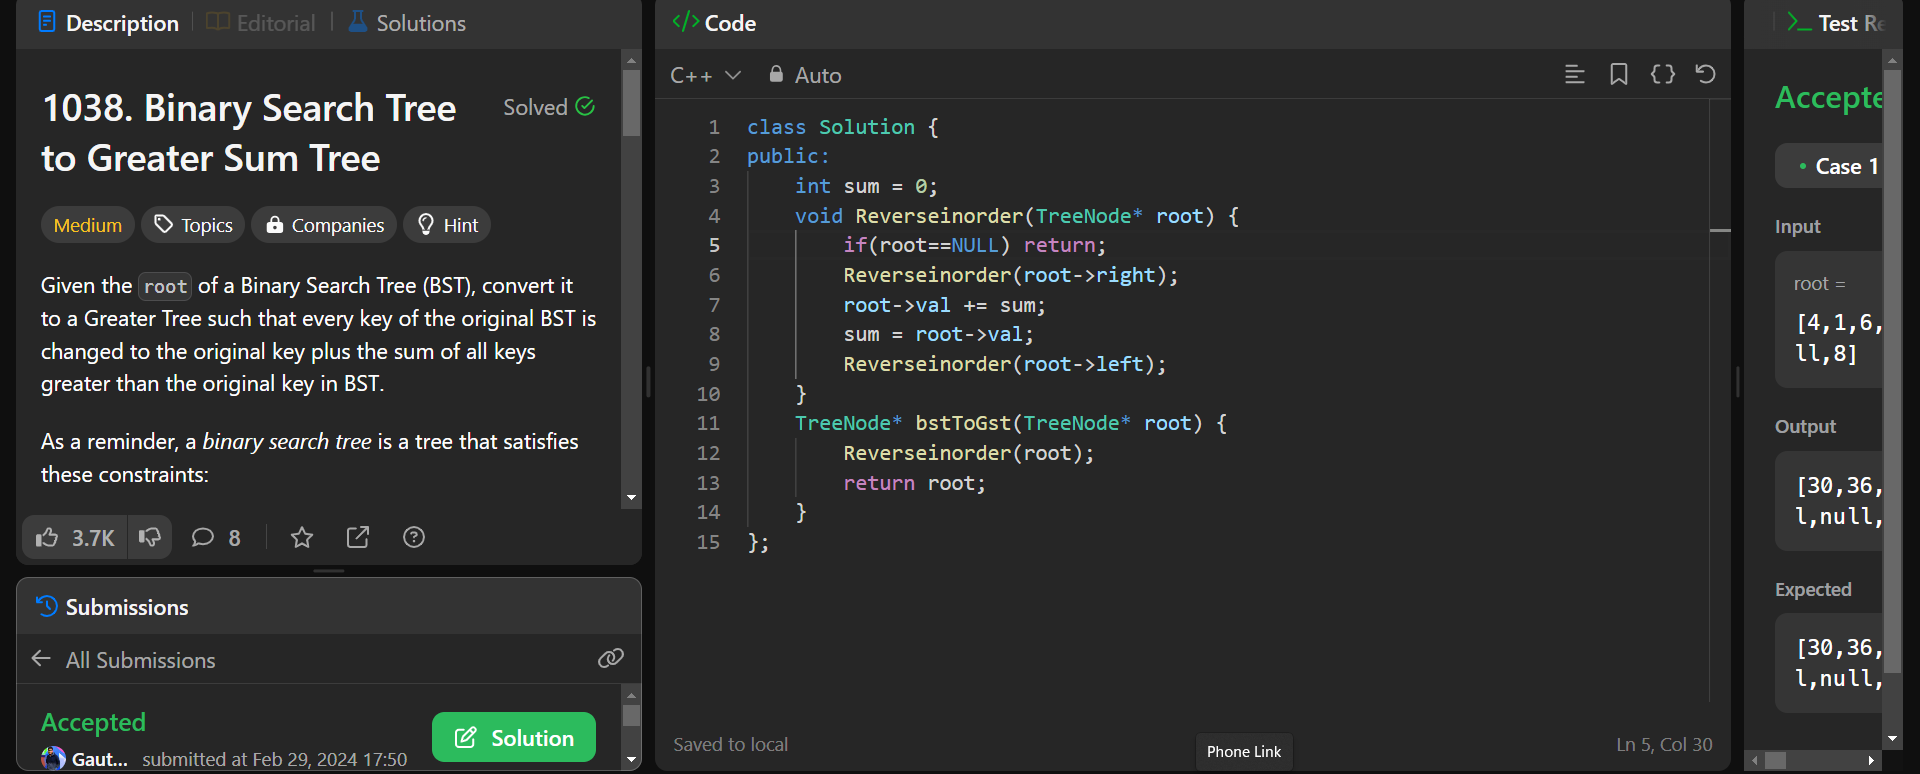 Description
Editorial
Solutions
1038. Binary Search Tree
to Greater Sum Tree
Solved
Medium
Topics
Companies
Hint
Given the root of a Binary Search Tree (BST), convert it
to a Greater Tree such that every key of the original BST is
changed to the original key plus the sum of all keys
greater than the original key in BST.
As a reminder, a binary search tree is a tree that satisfies
these constraints:
3.7K
8
Submissions
All Submissions
Accepted
Gaut... submitted at Feb 29, 2024 17:50
Solution
</> Code
C++
Auto
1 class Solution {
2 public:
3 int sum = 0;
4 void Reverseinorder(TreeNode* root) {
5 if(root==NULL) return;
6 Reverseinorder(root->right);
7 root->val += sum;
8 sum = root->val;
9 Reverseinorder(root->left);
10 }
11 TreeNode* bstToGst(TreeNode* root) {
12 Reverseinorder(root);
13 return root;
14 }
15 };
Saved to local
Phone Link
Ln 5, Col 30
Test Re
Accepte
• Case 1
Input
root =
[4,1,6,
ll,8]
Output
[30,36,
l,null,
Expected
[30,36,
l,null,